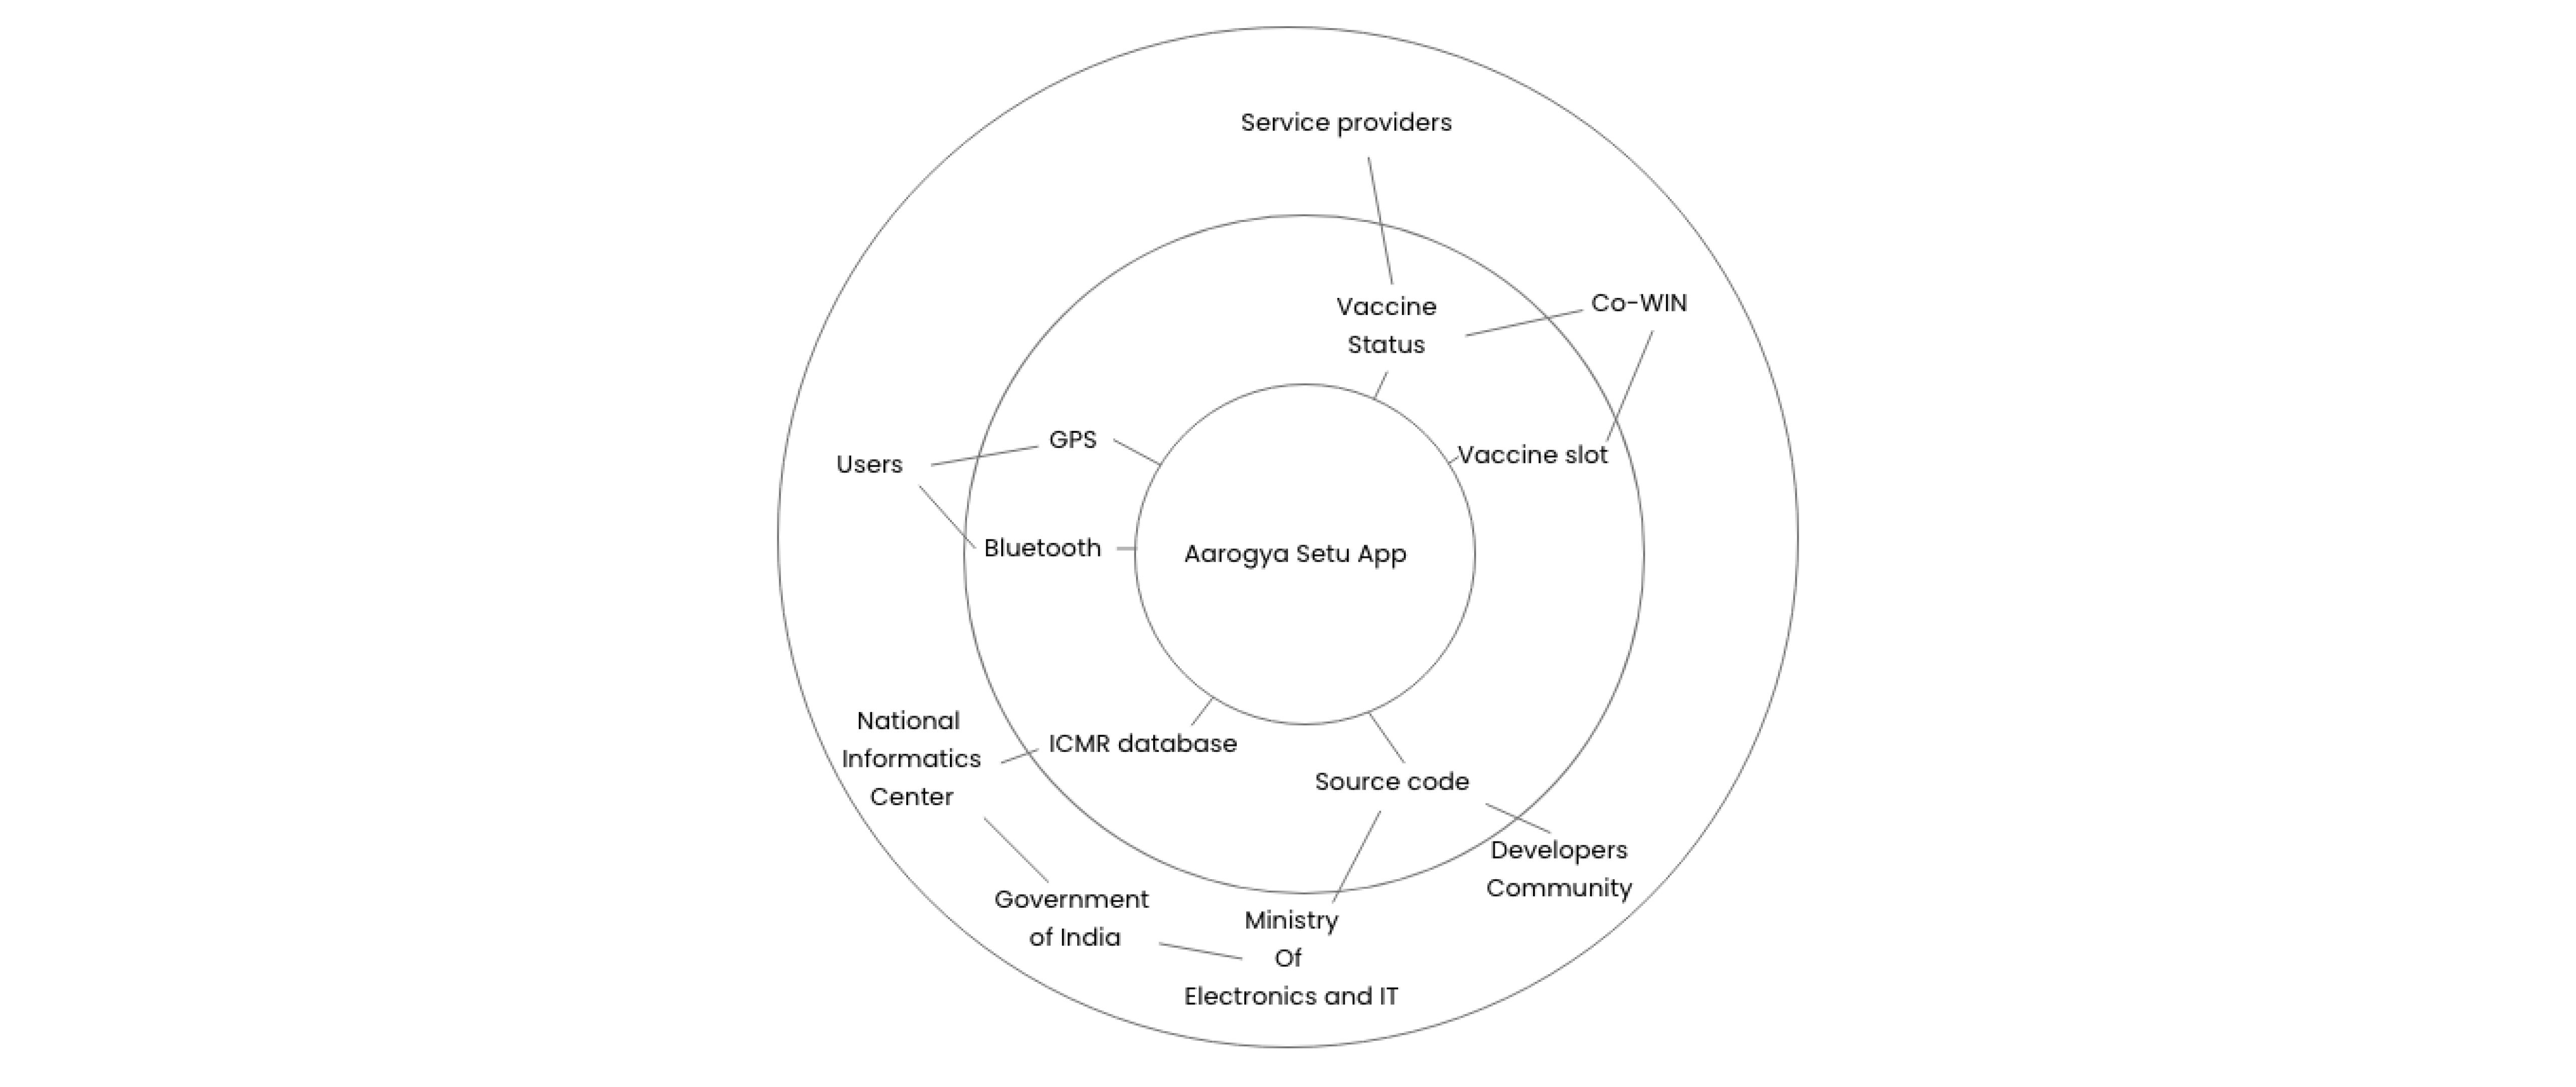 Service providers
Vaccine
Status
Co-WIN
GPS
Vaccine slot
Users
Bluetooth
Aarogya Setu App
National
Informatics
Center
ICMR database
Source code
Developers
Community
Government
of India
Ministry
Of
Electronics and IT